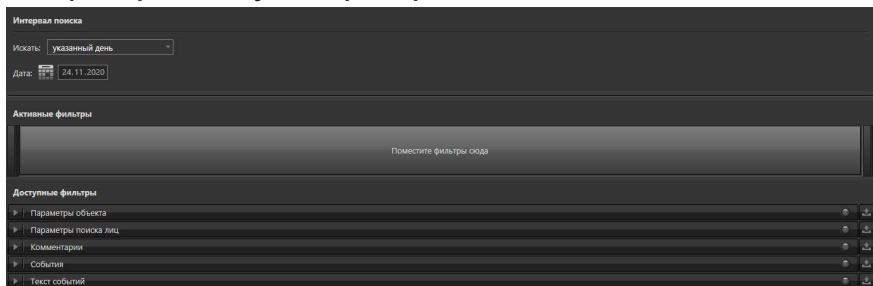 Интервал поиска
Искать: указанный день
Дата: 24.11.2020
Активные фильтры
Поместите фильтры сюда
Доступные фильтры
Параметры объекта
Параметры поиска лиц
Комментарии
События
Текст событий